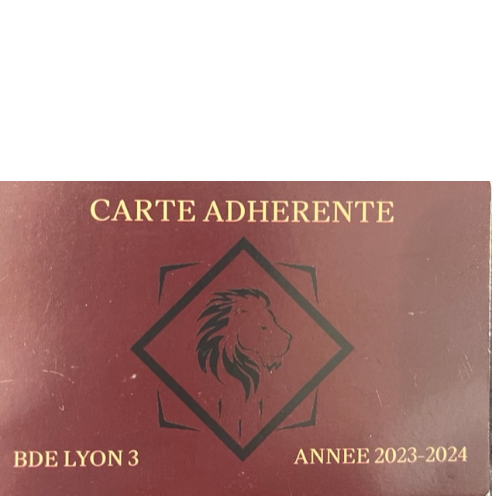 CARTE ADHERENTE
BDE LYON 3
ANNEE 2023-2024